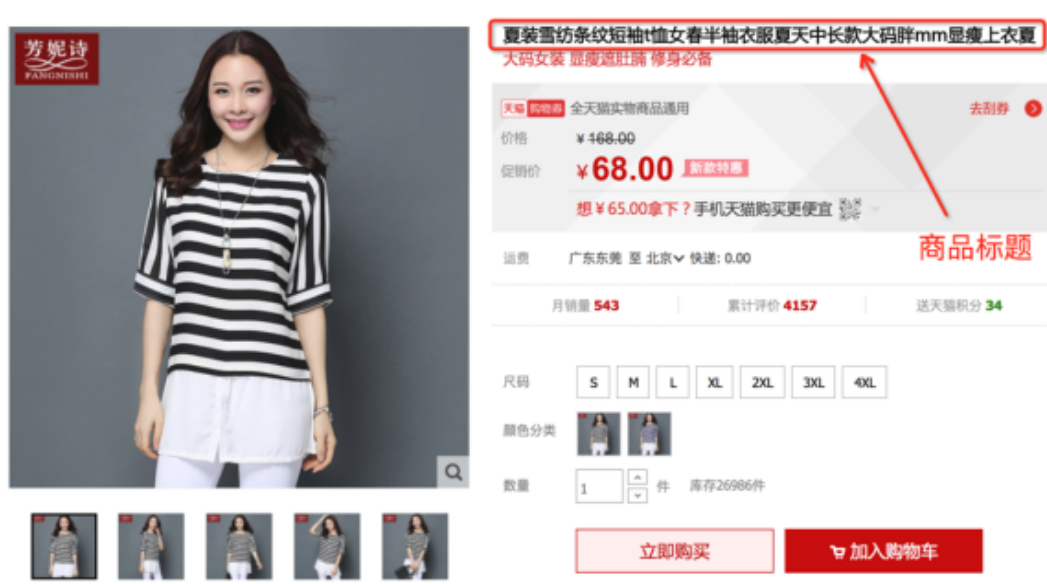 芳妮诗
FANGNISHI
夏装雪纺条纹短袖t恤女春半袖衣服夏天中长款大码胖mm显瘦上衣夏
大码女装 显瘦遮肚腩 修身必备
天猫 购物券 全天猫实物商品通用 去刮券
价格 ¥168.00
促销价 ¥68.00 新款特惠
想¥65.00拿下？手机天猫购买更便宜
商品标题
运费 广东东莞 至 北京 快递: 0.00
月销量 543 累计评价 4157 送天猫积分 34
尺码 S M L XL 2XL 3XL 4XL
颜色分类
数量 1 件 库存26986件
立即购买 加入购物车